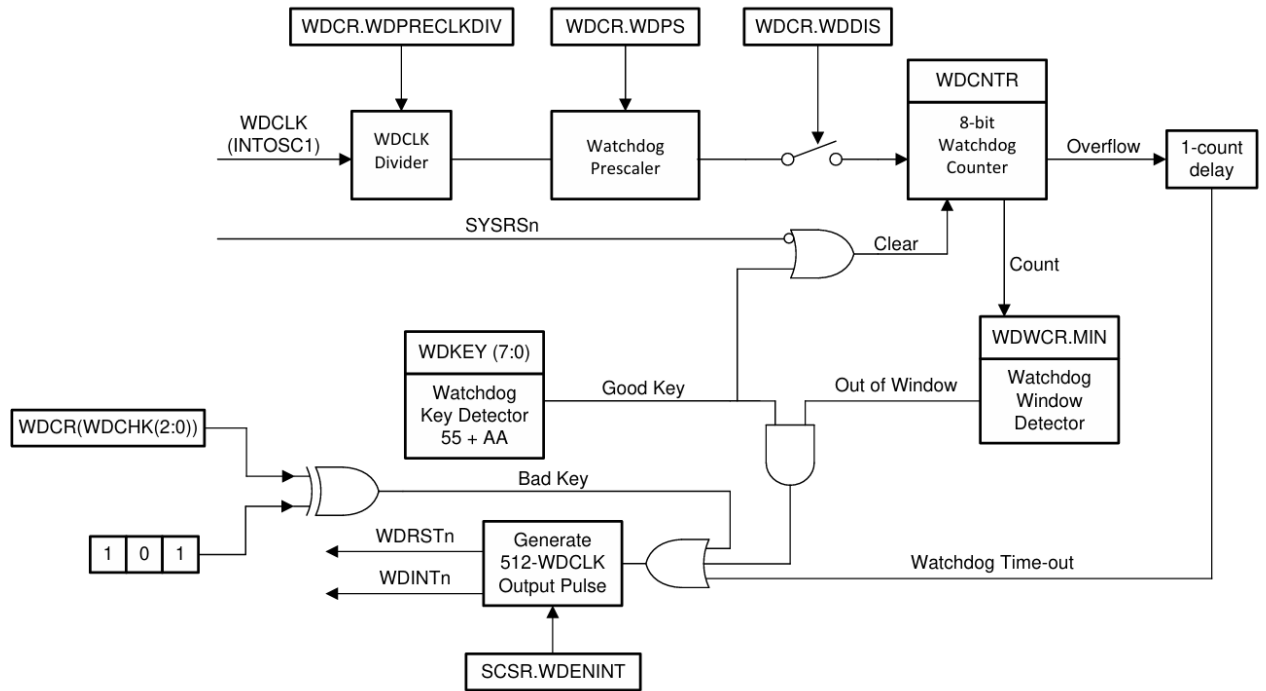 WDCR.WDPRECLKDIV
WDCR.WDPS
WDCR.WDDIS
WDCNTR
8-bit
Watchdog
Counter
WDCLK
(INTOSC1)
WDCLK
Divider
Watchdog
Prescaler
Overflow
1-count
delay
SYSRSn
Clear
Count
WDWCR.MIN
Watchdog
Window
Detector
WDKEY (7:0)
Watchdog
Key Detector
55 + AA
Good Key
Out of Window
WDCR(WDCHK(2:0))
Bad Key
1 0 1
WDRSTn
WDINTn
Generate
512-WDCLK
Output Pulse
Watchdog Time-out
SCSR.WDENINT